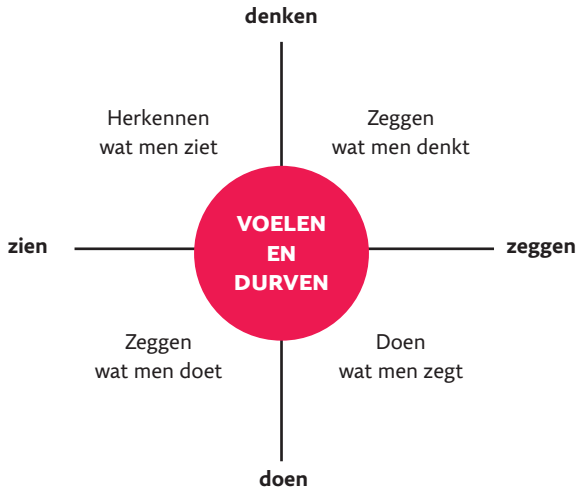 denken
Herkennen
wat men ziet
Zeggen
wat men denkt
zien
VOELEN
EN
DURVEN
zeggen
Zeggen
wat men doet
Doen
wat men zegt
doen